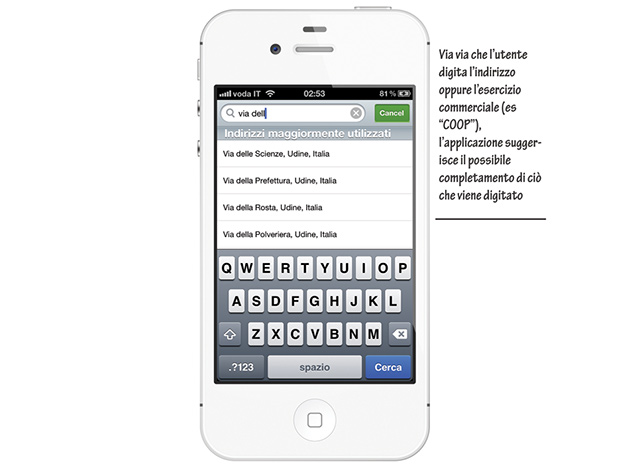 voda IT 02:53 81 %
via dell Cancel
Indirizzi maggiormente utilizzati
Via delle Scienze, Udine, Italia
Via della Prefettura, Udine, Italia
Via della Rosta, Udine, Italia
Via della Polveriera, Udine, Italia
Q W E R T Y U I O P
A S D F G H J K L
Z X C V B N M
.?123 spazio Cerca
Via via che l'utente
digita l'indirizzo
oppure l'esercizio
commerciale (es
"COOP"),
l'applicazione sugger-
isce il possibile
completamento di ciò
che viene digitato